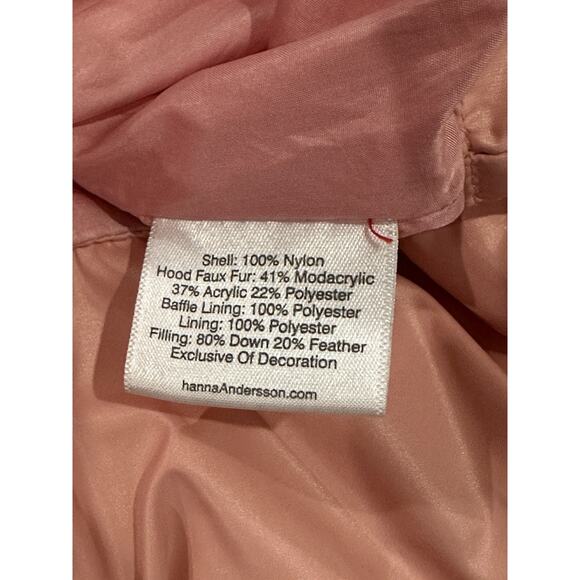 Shell: 100% Nylon
Hood Faux Fur: 41% Modacrylic
37% Acrylic 22% Polyester
Baffle Lining: 100% Polyester
Lining: 100% Polyester
Filling: 80% Down 20% Feather
Exclusive Of Decoration
hannaAndersson.com